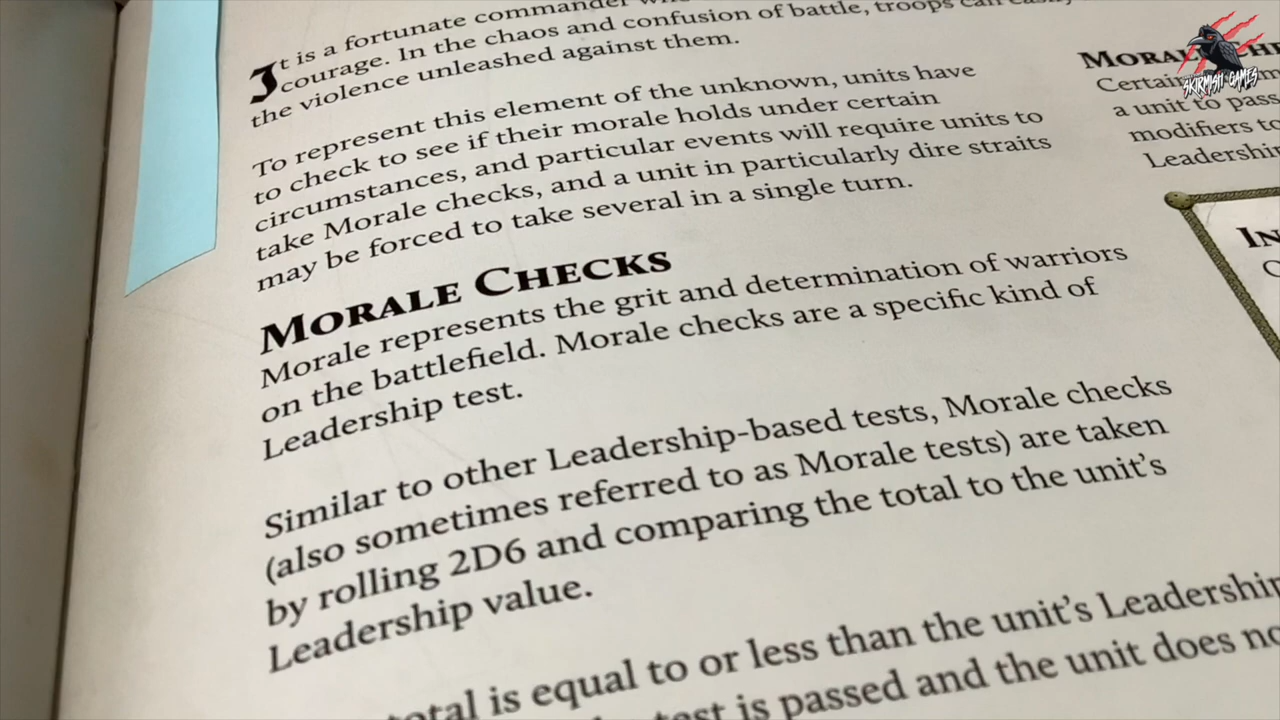 It is a fortunate commander
courage. In the chaos and confusion of battle, troops can
the violence unleashed against them.
To represent this element of the unknown, units have
to check to see if their morale holds under certain
circumstances, and particular events will require units to
take Morale checks, and a unit in particularly dire straits
may be forced to take several in a single turn.
MORALE CHECKS
Morale represents the grit and determination of warriors
on the battlefield. Morale checks are a specific kind of
Leadership test.
Similar to other Leadership-based tests, Morale checks
(also sometimes referred to as Morale tests) are taken
by rolling 2D6 and comparing the total to the unit's
Leadership value.
total is equal to or less than the unit's Leadership
test is passed and the unit does
a unit to pass
modifiers to
SKIRMISH GAMES